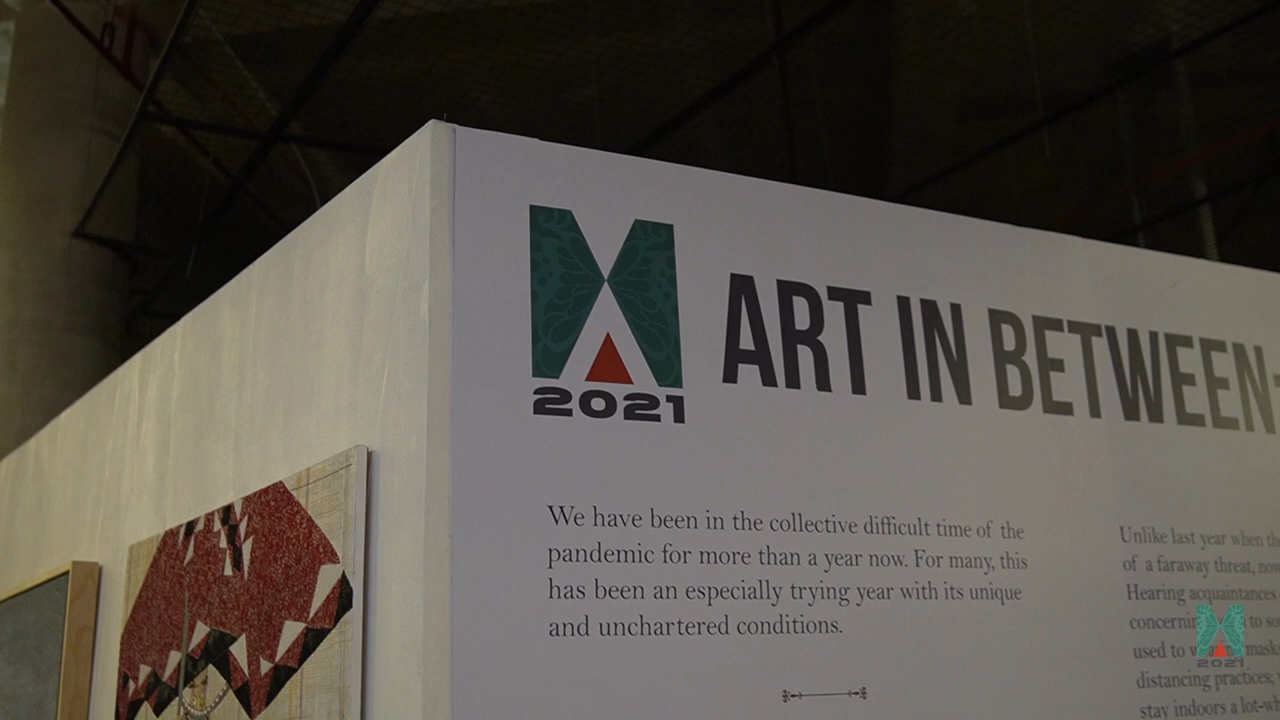 2021
ART IN BETWEEN
We have been in the collective difficult time of the
pandemic for more than a year now. For many, this
has been an especially trying year with its unique
and unchartered conditions.
Unlike last year when the
of a faraway threat, now
Hearing acquaintances
to
used to
distancing practices;
stay indoors a
2021